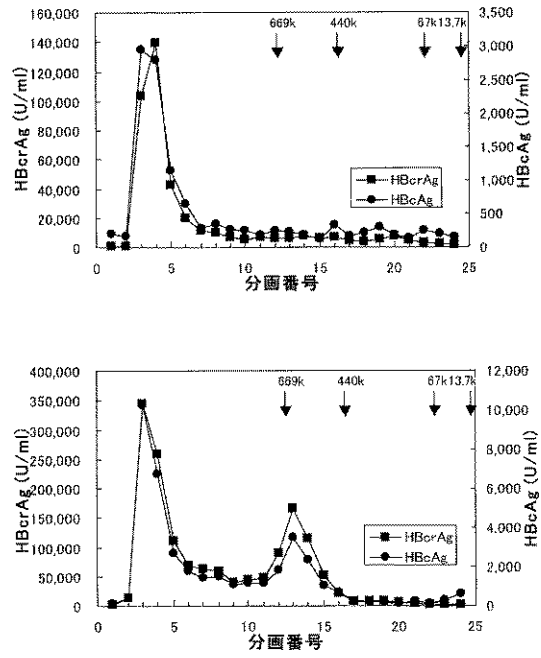 669k 440k 67k 13.7k
160,000 3,500
140,000 3,000
120,000 2,500
100,000 2,000
80,000 1,500
60,000 1,000
40,000 500
20,000 0
0
HBcrAg (U/ml)
HBcAg (U/ml)
HBcrAg
HBcAg
0 5 10 15 20 25
分画番号
669k 440k 67k 13.7k
400,000 12,000
350,000 10,000
300,000 8,000
250,000 6,000
200,000 4,000
150,000 2,000
100,000 0
50,000
0
HBcrAg (U/ml)
HBcAg (U/ml)
HBcrAg
HBcAg
0 5 10 15 20 25
分画番号